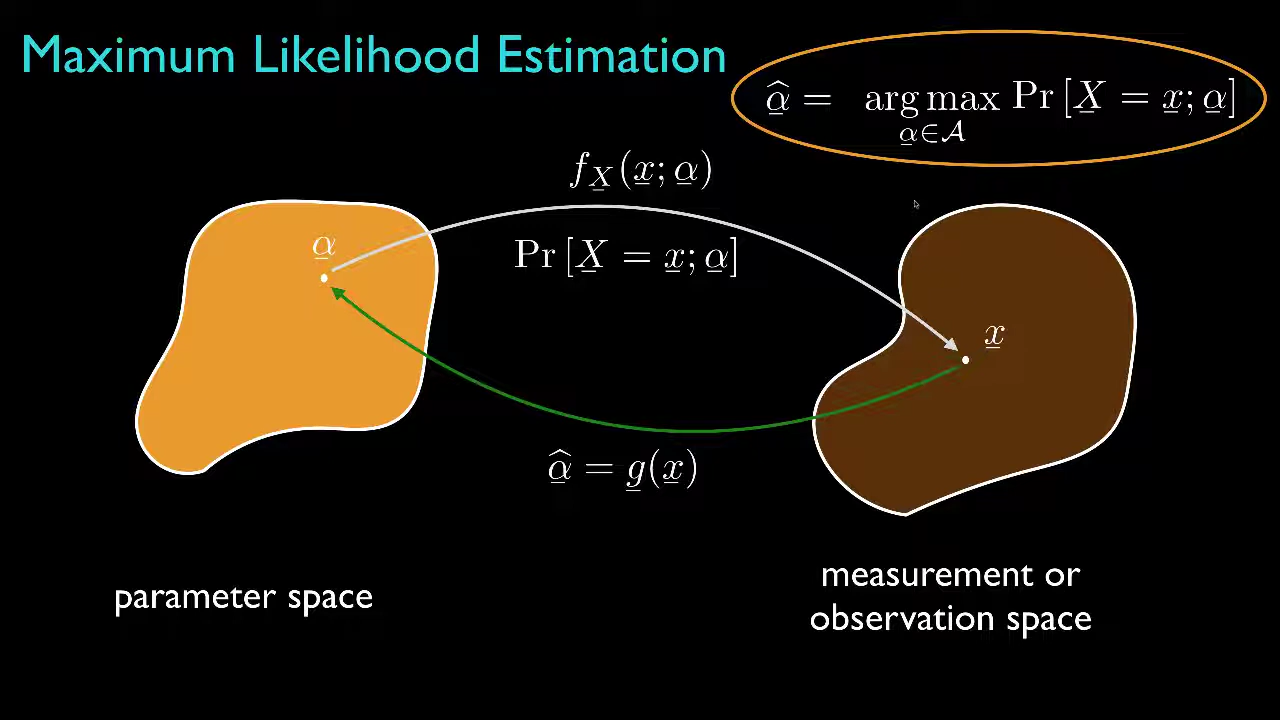 Maximum Likelihood Estimation
α̲̂ = arg max Pr [X̲ = x̲; α̲]
α̲∈𝒜
f_X̲(x̲; α̲)
Pr [X̲ = x̲; α̲]
α̲
x̲
α̲̂ = g̲(x̲)
parameter space
measurement or
observation space